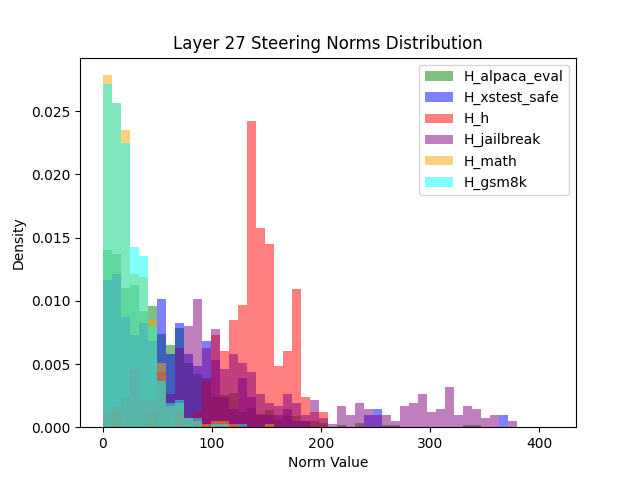 Layer 27 Steering Norms Distribution
H_alpaca_eval
H_xstest_safe
H_h
H_jailbreak
H_math
H_gsm8k
Density
0.025
0.020
0.015
0.010
0.005
0.000
0
100
200
300
400
Norm Value